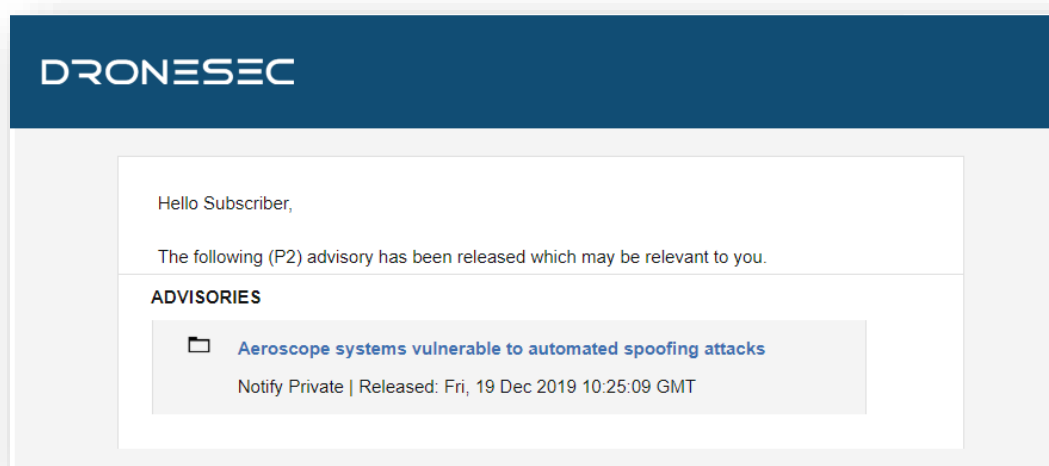 DRONESEC
Hello Subscriber,
The following (P2) advisory has been released which may be relevant to you.
ADVISORIES
Aeroscope systems vulnerable to automated spoofing attacks
Notify Private | Released: Fri, 19 Dec 2019 10:25:09 GMT